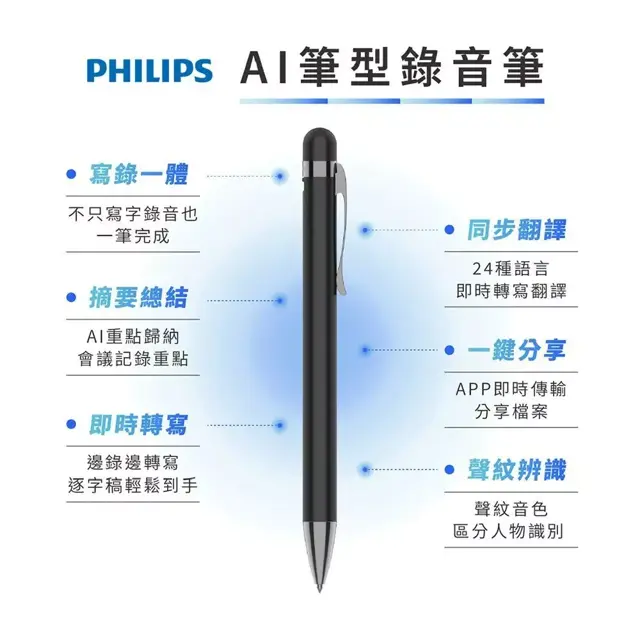 PHILIPS AI筆型錄音筆
寫錄一體
不只寫字錄音也
一筆完成
摘要總結
AI重點歸納
會議記錄重點
即時轉寫
邊錄邊轉寫
逐字稿輕鬆到手
同步翻譯
24種語言
即時轉寫翻譯
一鍵分享
APP即時傳輸
分享檔案
聲紋辨識
聲紋音色
區分人物識別